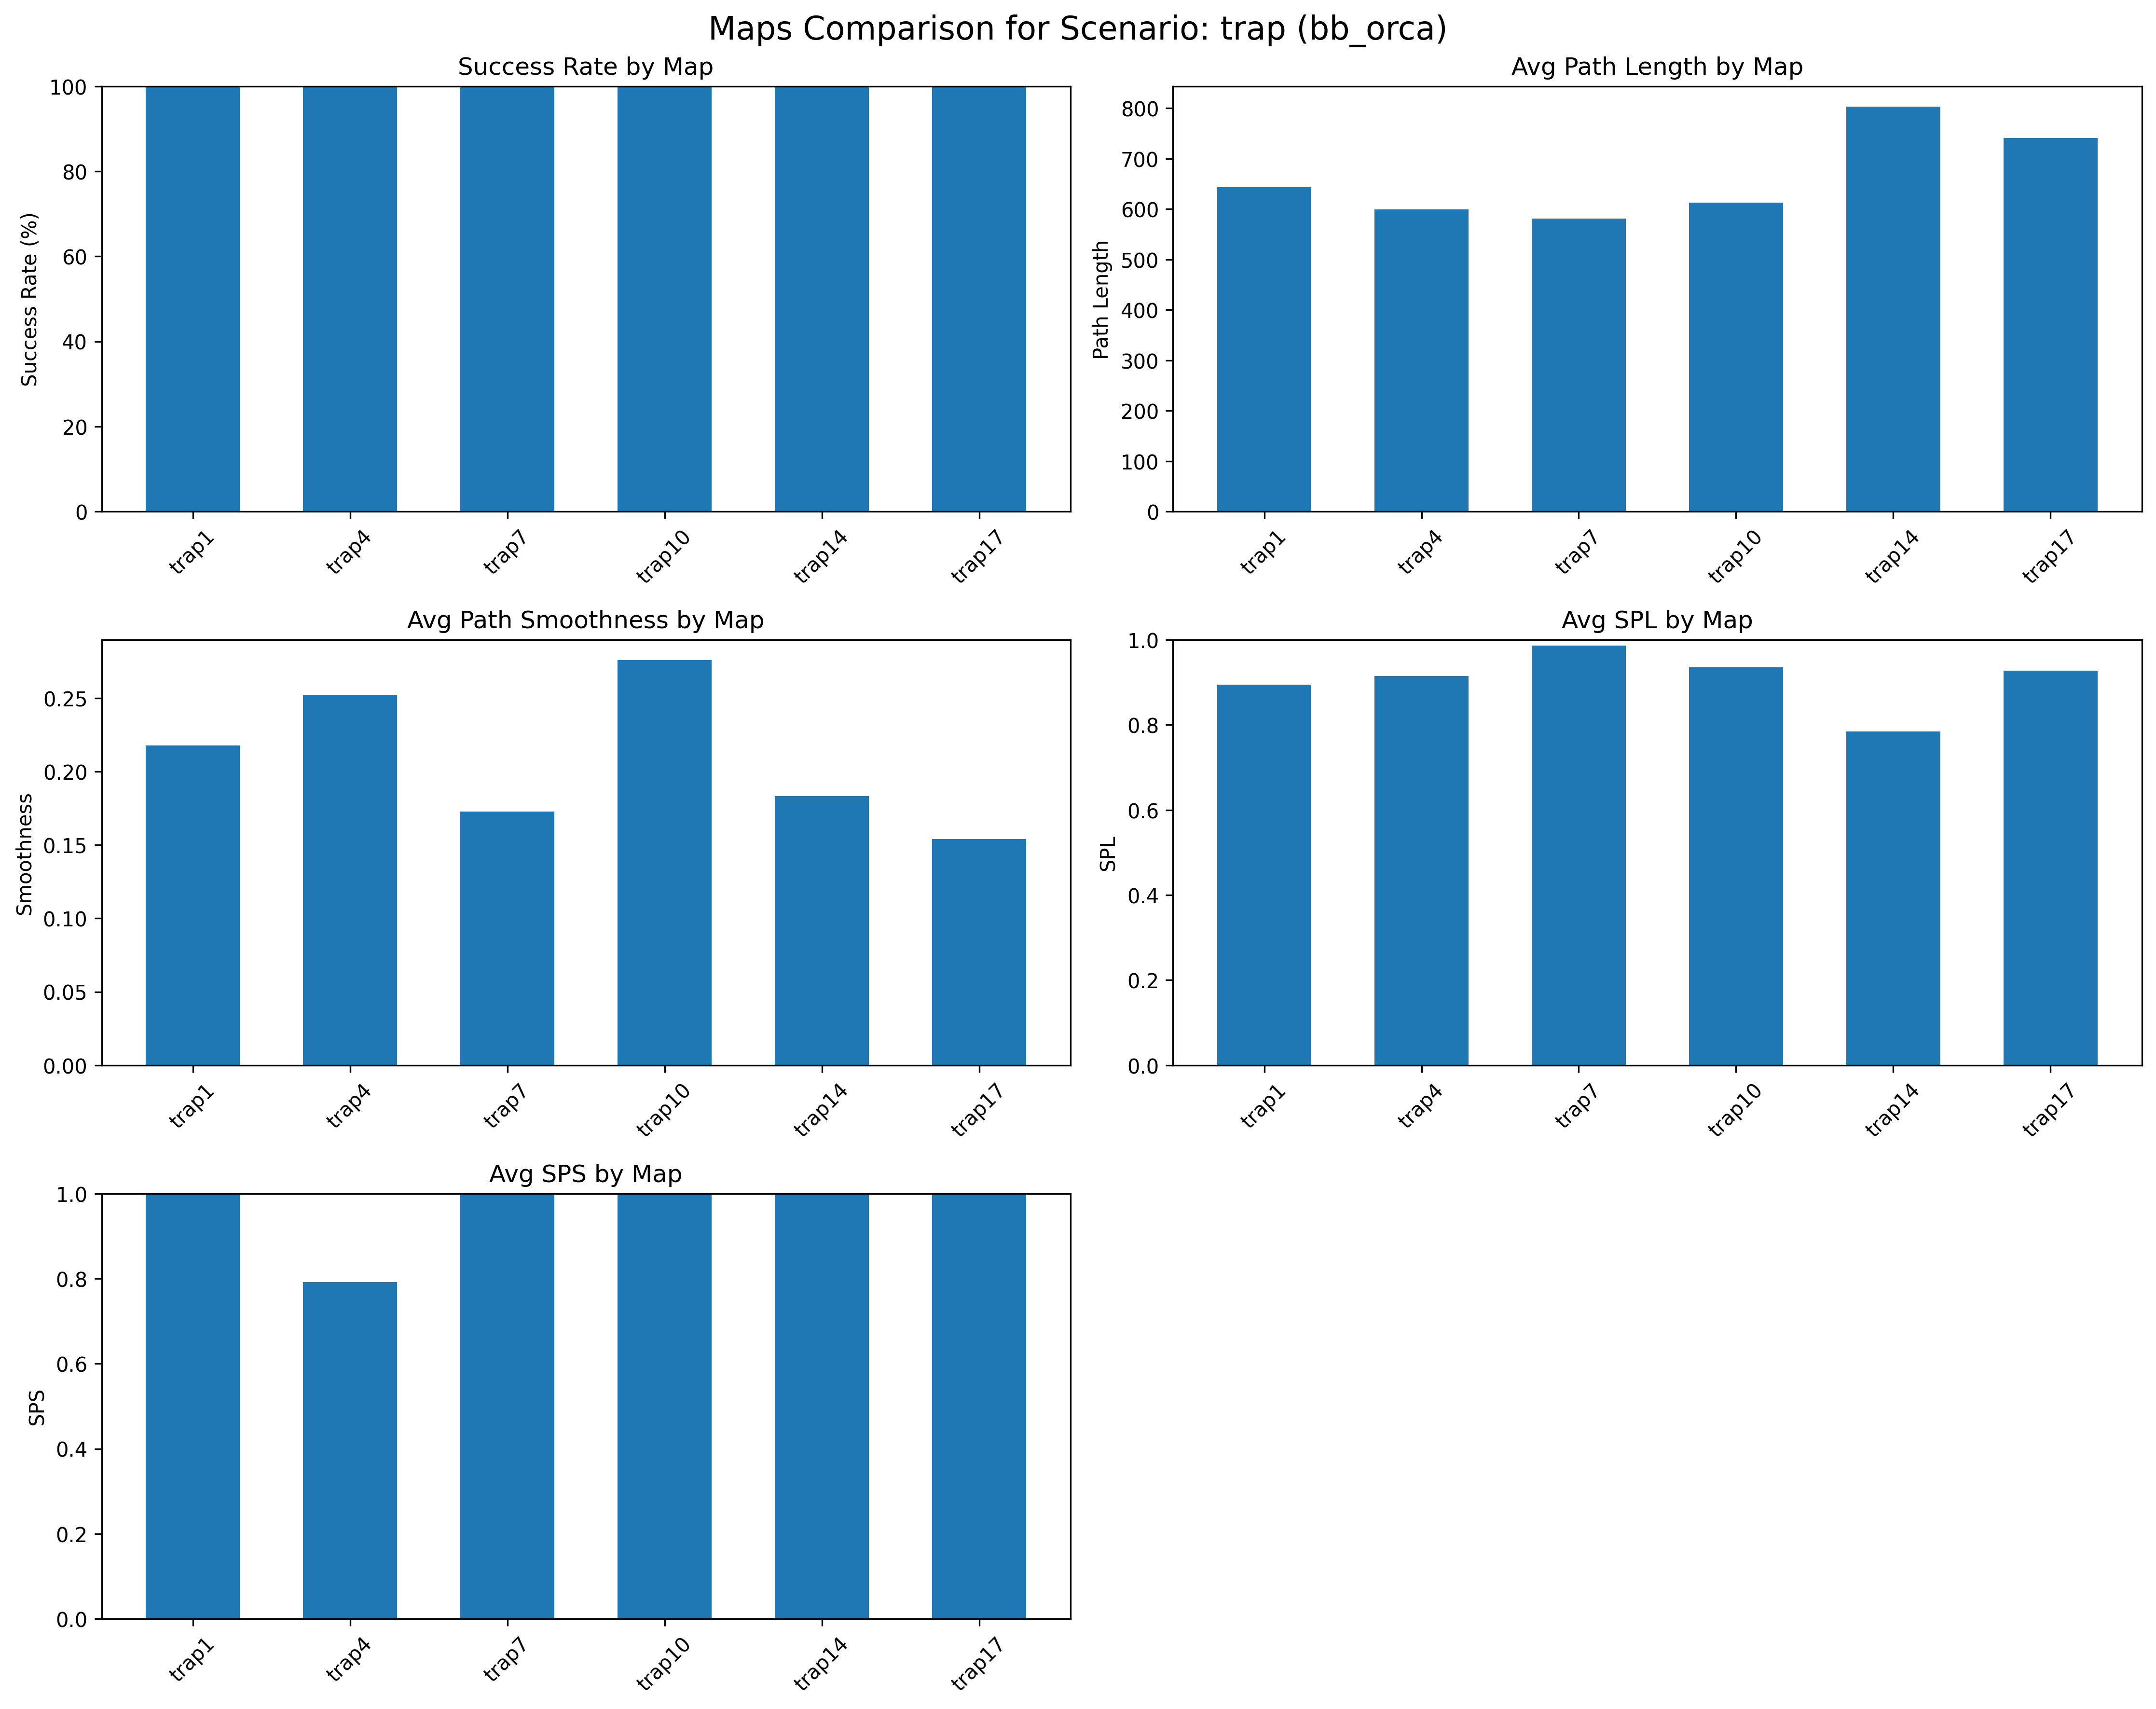 Maps Comparison for Scenario: trap (bb_orca)
Success Rate by Map
Success Rate (%)
100
80
60
40
20
0
trap1
trap4
trap7
trap10
trap14
trap17
Avg Path Length by Map
Path Length
800
700
600
500
400
300
200
100
0
trap1
trap4
trap7
trap10
trap14
trap17
Avg Path Smoothness by Map
Smoothness
0.25
0.20
0.15
0.10
0.05
0.00
trap1
trap4
trap7
trap10
trap14
trap17
Avg SPL by Map
SPL
1.0
0.8
0.6
0.4
0.2
0.0
trap1
trap4
trap7
trap10
trap14
trap17
Avg SPS by Map
SPS
1.0
0.8
0.6
0.4
0.2
0.0
trap1
trap4
trap7
trap10
trap14
trap17